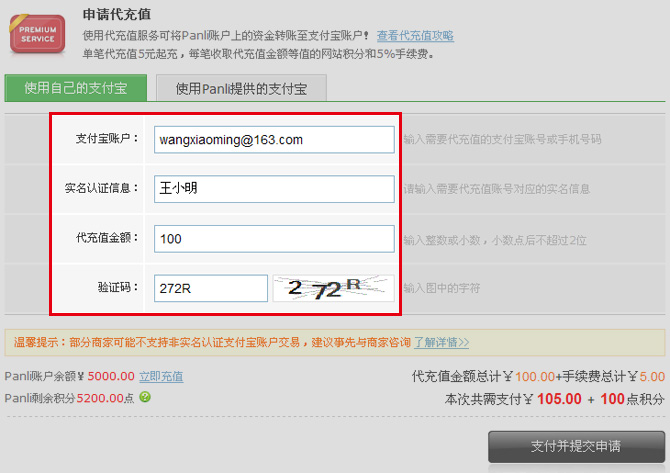 PREMIUM
SERVICE
申请代充值
使用代充值服务可将Panli账户上的资金转账至支付宝账户！ 查看代充值攻略
单笔代充值5元起充，每笔收取代充值金额等值的网站积分和5%手续费。
使用自己的支付宝 使用Panli提供的支付宝
支付宝账户： wangxiaoming@163.com 输入需要代充值的支付宝账号或手机号码
实名认证信息： 王小明 请输入需要代充值账号对应的实名信息
代充值金额： 100 输入整数或小数，小数点后不超过2位
验证码： 272R 272R 输入图中的字符
温馨提示：部分商家可能不支持非实名认证支付宝账户交易，建议事先与商家咨询 了解详情>>
Panli账户余额￥5000.00 立即充值 代充值金额总计￥100.00+手续费总计￥5.00
Panli剩余积分5200.00点 本次共需支付￥105.00 + 100点积分
支付并提交申请